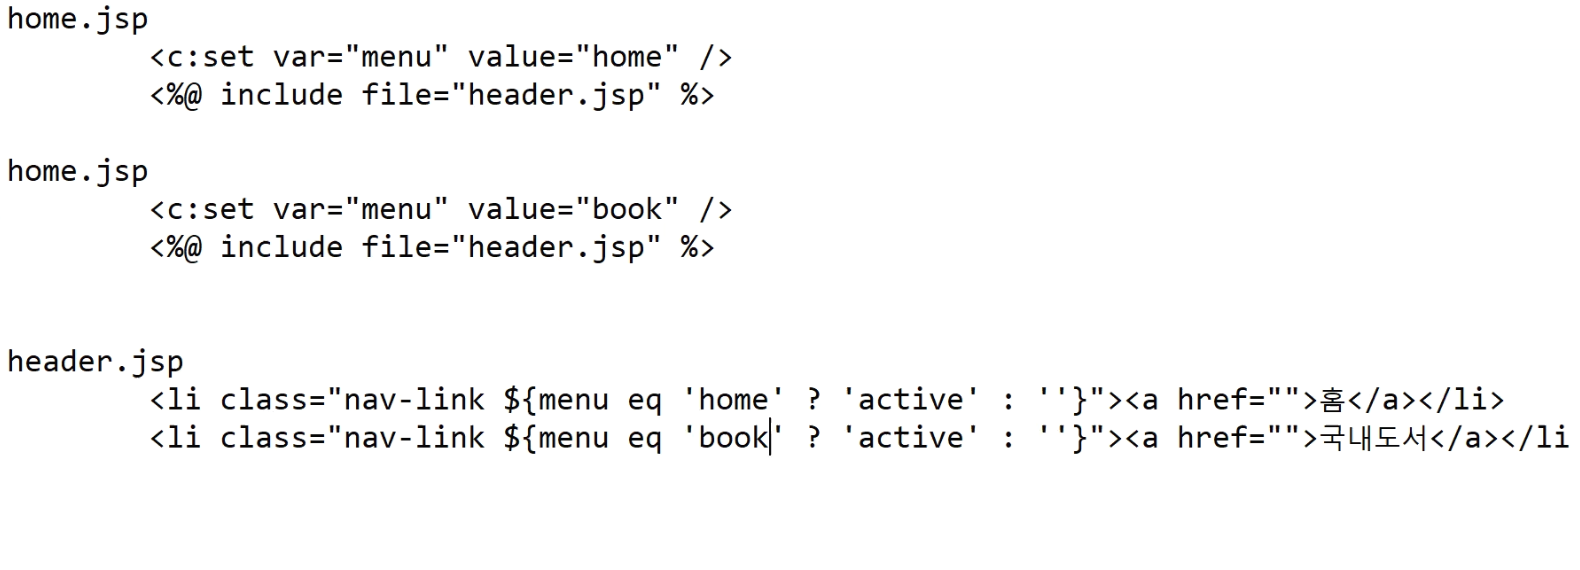 home.jsp
<c:set var="menu" value="home" />
<%@ include file="header.jsp" %>
home.jsp
<c:set var="menu" value="book" />
<%@ include file="header.jsp" %>
header.jsp
<li class="nav-link ${menu eq 'home' ? 'active' : ''}"><a href="">홈</a></li>
<li class="nav-link ${menu eq 'book' ? 'active' : ''}"><a href="">국내도서</a></li